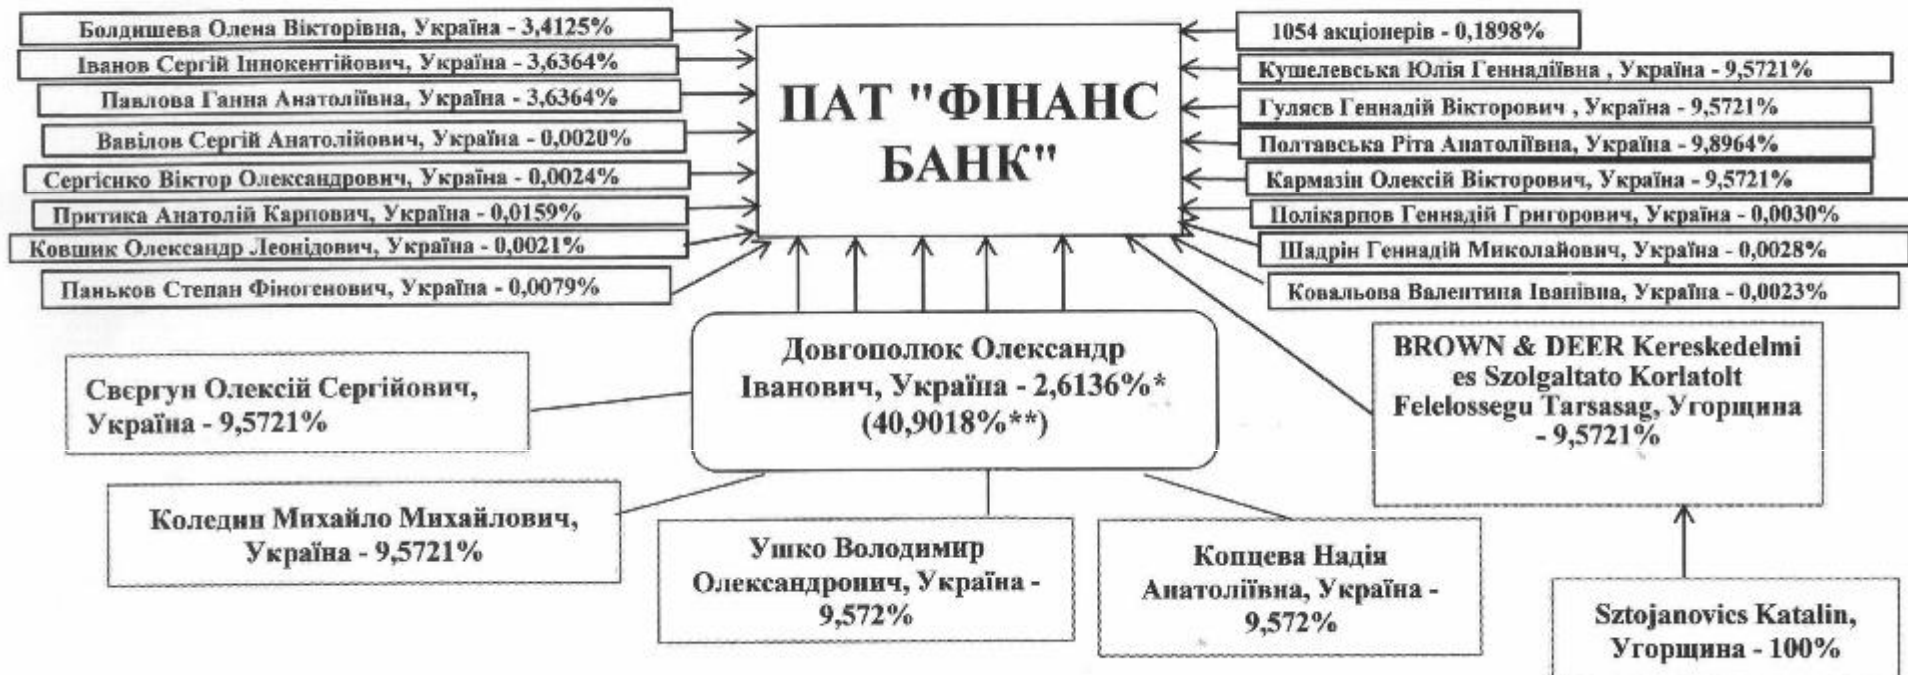 Болдишева Олена Вікторівна, Україна - 3,4125%
Іванов Сергій Іннокентійович, Україна - 3,6364%
Павлова Ганна Анатоліївна, Україна - 3,6364%
Вавілов Сергій Анатолійович, Україна - 0,0020%
Сергієнко Віктор Олександрович, Україна - 0,0024%
Притика Анатолій Карпович, Україна - 0,0159%
Ковшик Олександр Леонідович, Україна - 0,0021%
Паньков Степан Фіногенович, Україна - 0,0079%
ПАТ "ФІНАНС
БАНК"
1054 акціонерів - 0,1898%
Кушелевська Юлія Геннадіївна , Україна - 9,5721%
Гуляєв Геннадій Вікторович , Україна - 9,5721%
Полтавська Ріта Анатоліївна, Україна - 9,8964%
Кармазін Олексій Вікторович, Україна - 9,5721%
Полікарпов Геннадій Григорович, Україна - 0,0030%
Шадрін Геннадій Миколайович, Україна - 0,0028%
Ковальова Валентина Іванівна, Україна - 0,0023%
Довгополюк Олександр
Іванович, Україна - 2,6136%*
(40,9018%**)
BROWN & DEER Kereskedelmi
es Szolgaltato Korlatolt
Felelossegu Tarsasag, Угорщина
- 9,5721%
Свєргун Олексій Сергійович,
Україна - 9,5721%
Коледин Михайло Михайлович,
Україна - 9,5721%
Ушко Володимир
Олександрович, Україна -
9,572%
Копцева Надія
Анатоліївна, Україна -
9,572%
Sztojanovics Katalin,
Угорщина - 100%